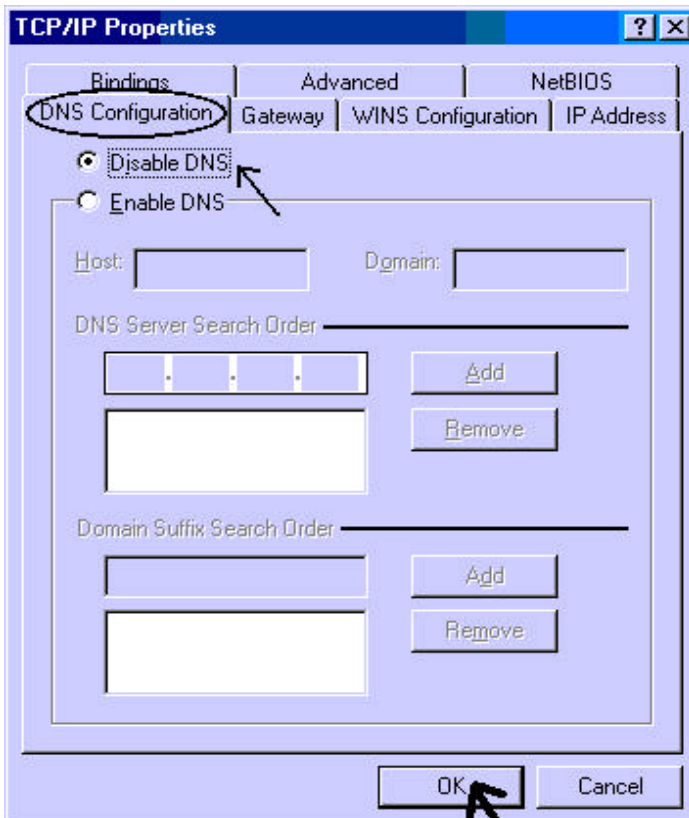 TCP/IP Properties
Bindings Advanced NetBIOS
DNS Configuration Gateway WINS Configuration IP Address
Disable DNS
Enable DNS
Host: Domain:
DNS Server Search Order
. . . Add
Remove
Domain Suffix Search Order
Add
Remove
OK Cancel